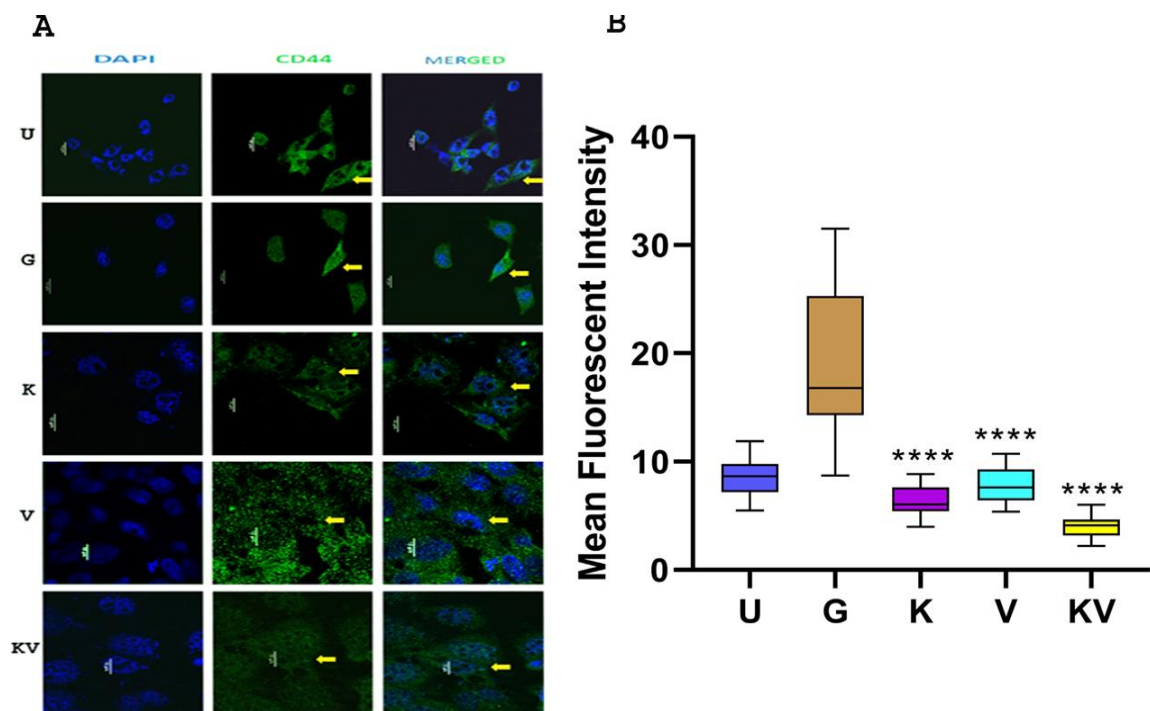 A
B
DAPI CD44 MERGED
U
G
K
V
KV
Mean Fluorescent Intensity
40
30
20
10
0
****
****
****
U G K V KV